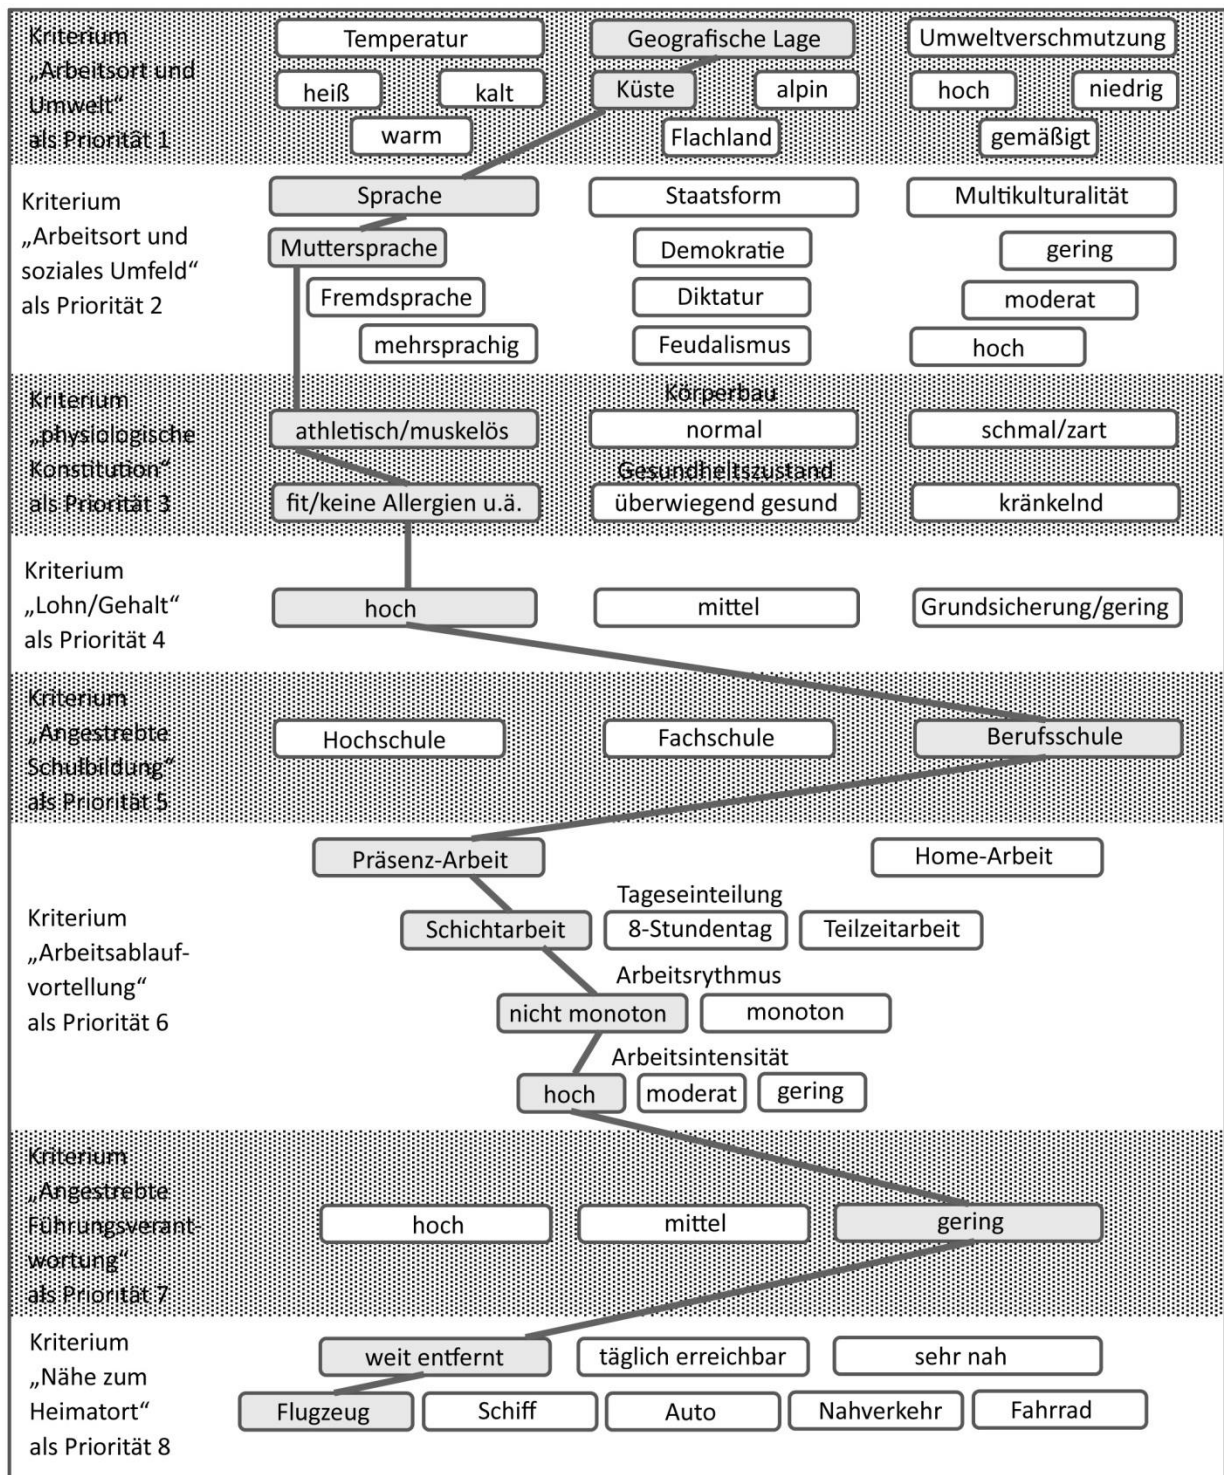 Kriterium
„Arbeitsort und
Umwelt“
als Priorität 1
Temperatur
Geografische Lage
Umweltverschmutzung
heiß
kalt
Küste
alpin
hoch
niedrig
warm
Flachland
gemäßigt
Kriterium
„Arbeitsort und
soziales Umfeld“
als Priorität 2
Sprache
Staatsform
Multikulturalität
Muttersprache
Demokratie
gering
Fremdsprache
Diktatur
moderat
mehrsprachig
Feudalismus
hoch
Kriterium
„physiologische
Konstitution“
als Priorität 3
Körperbau
athletisch/muskelös
normal
schmal/zart
Gesundheitszustand
fit/keine Allergien u.ä.
überwiegend gesund
kränkelnd
Kriterium
„Lohn/Gehalt“
als Priorität 4
hoch
mittel
Grundsicherung/gering
Kriterium
„Angestrebte
Schulbildung“
als Priorität 5
Hochschule
Fachschule
Berufsschule
Kriterium
„Arbeitsablauf-
vortellung“
als Priorität 6
Präsenz-Arbeit
Home-Arbeit
Tageseinteilung
Schichtarbeit
8-Stundentag
Teilzeitarbeit
Arbeitsrythmus
nicht monoton
monoton
Arbeitsintensität
hoch
moderat
gering
Kriterium
„Angestrebte
Führungsverant-
wortung“
als Priorität 7
hoch
mittel
gering
Kriterium
„Nähe zum
Heimatort“
als Priorität 8
weit entfernt
täglich erreichbar
sehr nah
Flugzeug
Schiff
Auto
Nahverkehr
Fahrrad